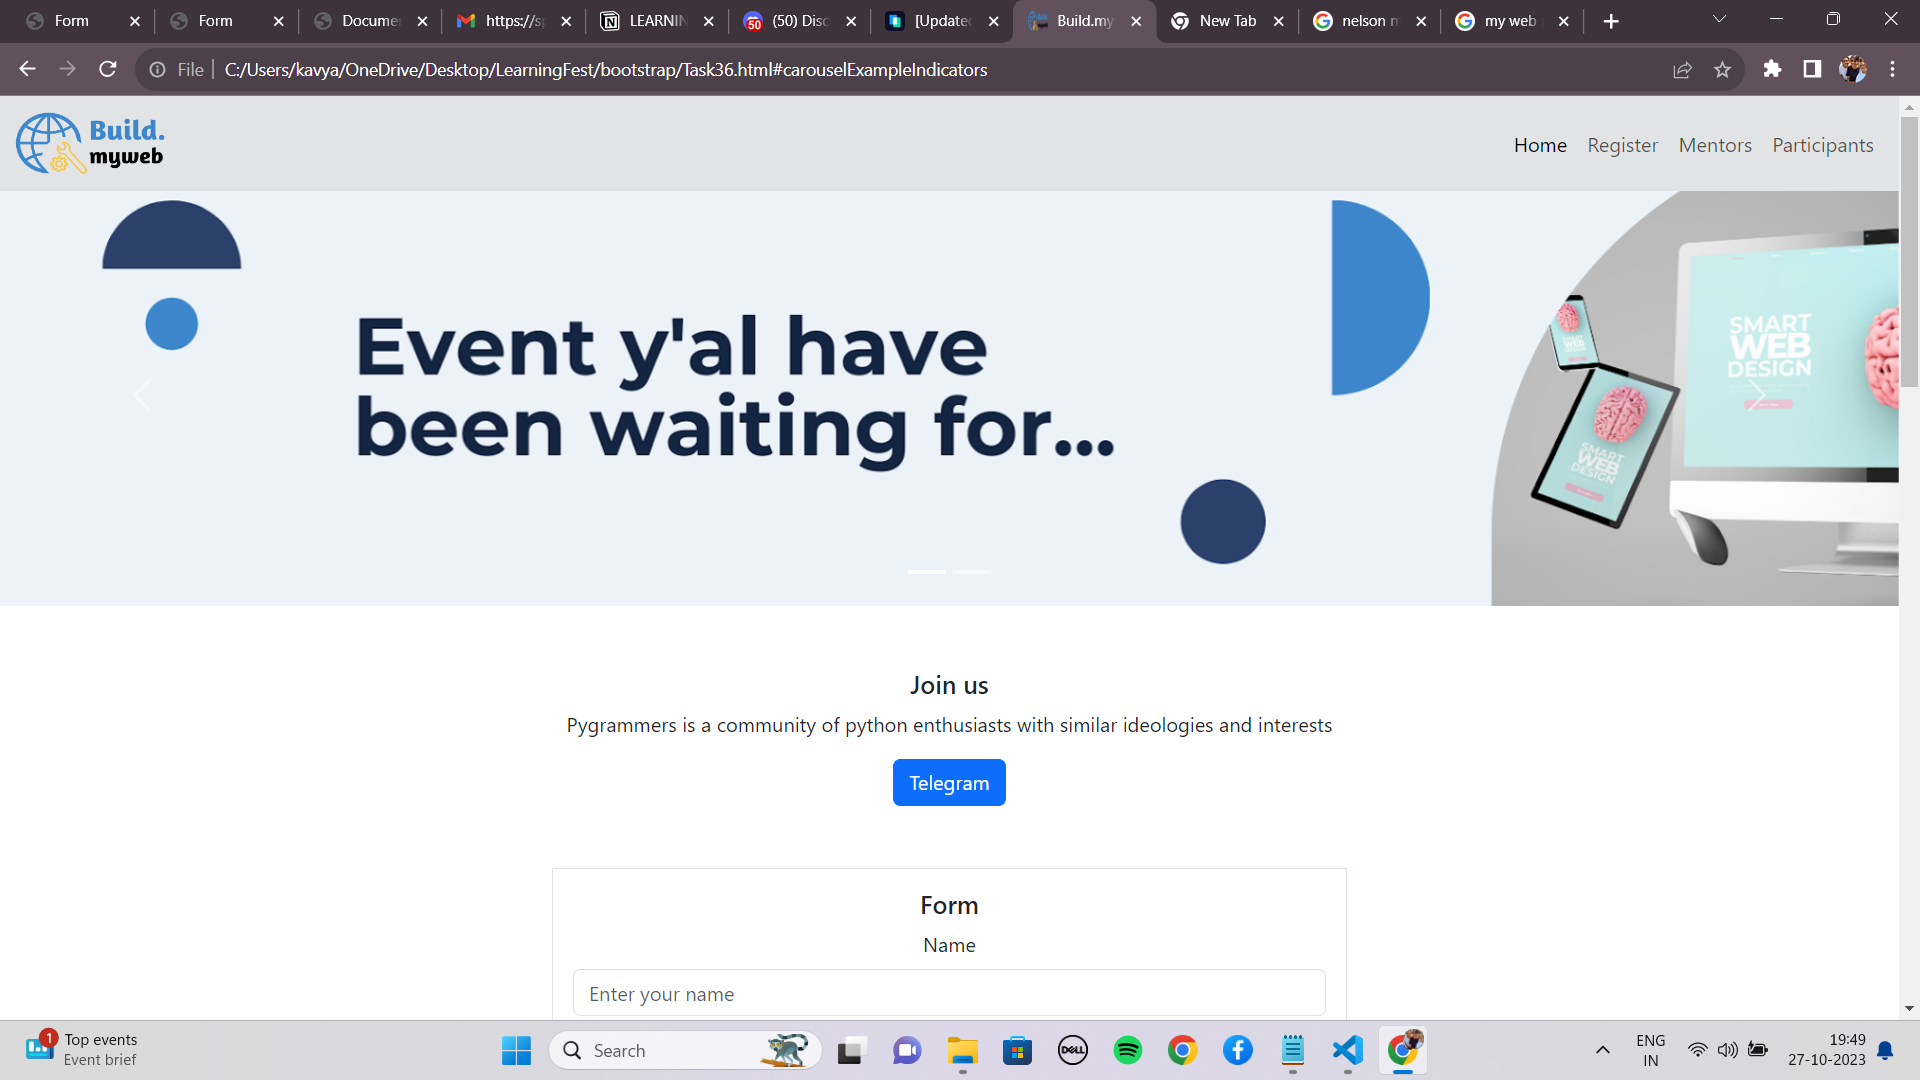 Form
Form
Documen
https://sp
LEARNIN
50
(50) Disc
[Updated
Build.my
New Tab
nelson m
my web
File
C:/Users/kavya/OneDrive/Desktop/LearningFest/bootstrap/Task36.html#carouselExampleIndicators
Build.
myweb
Home
Register
Mentors
Participants
Event y'al have
been waiting for...
SMART
WEB
DESIGN
SMART
WEB
DESIGN
Join us
Pygrammers is a community of python enthusiasts with similar ideologies and interests
Telegram
Form
Name
Enter your name
1
Top events
Event brief
Search
DELL
ENG
IN
19:49
27-10-2023